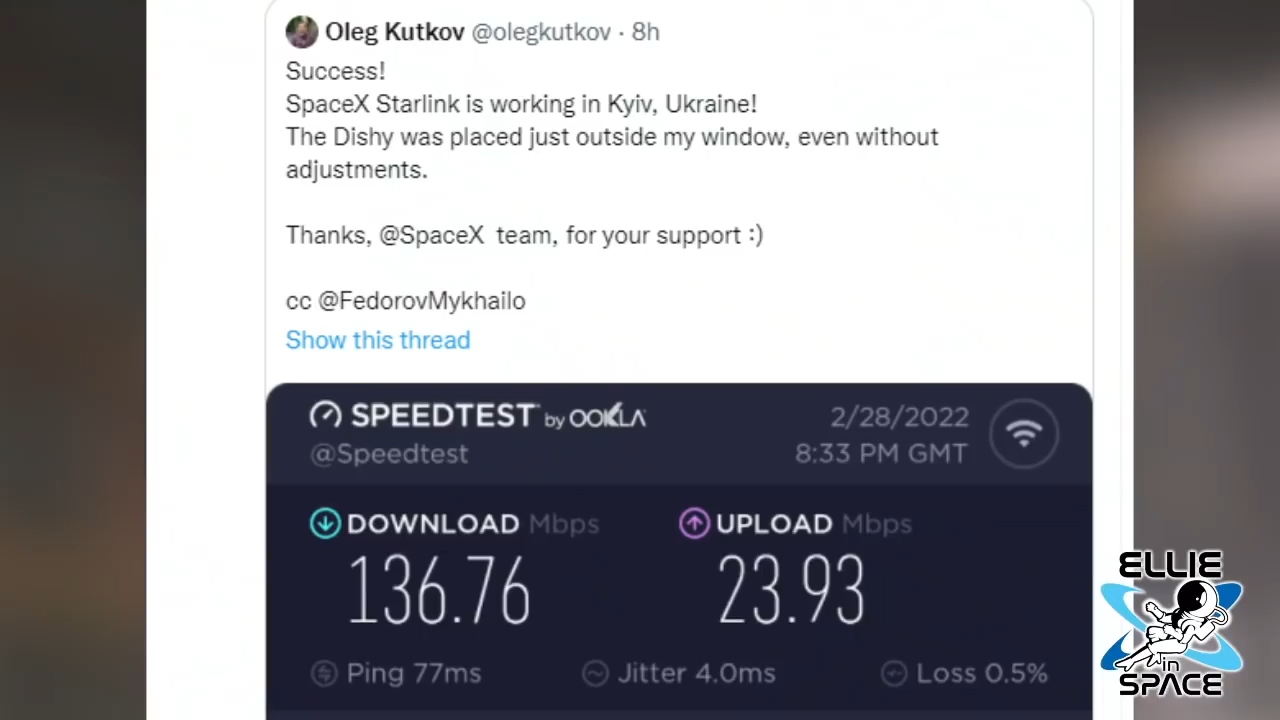 Oleg Kutkov @olegkutkov · 8h
Success!
SpaceX Starlink is working in Kyiv, Ukraine!
The Dishy was placed just outside my window, even without
adjustments.
Thanks, @SpaceX team, for your support :)
cc @FedorovMykhailo
Show this thread
SPEEDTEST by OOKLA
@Speedtest
2/28/2022
8:33 PM GMT
DOWNLOAD Mbps
136.76
UPLOAD Mbps
23.93
Ping 77ms
Jitter 4.0ms
Loss 0.5%
ELLIE
in
SPACE